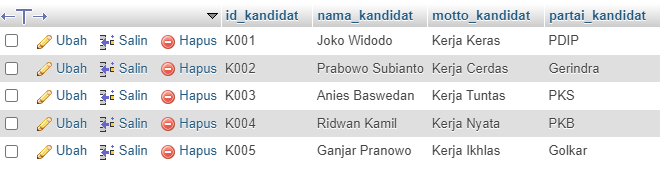 id_kandidat nama_kandidat motto_kandidat partai_kandidat
Ubah Salin Hapus K001 Joko Widodo Kerja Keras PDIP
Ubah Salin Hapus K002 Prabowo Subianto Kerja Cerdas Gerindra
Ubah Salin Hapus K003 Anies Baswedan Kerja Tuntas PKS
Ubah Salin Hapus K004 Ridwan Kamil Kerja Nyata PKB
Ubah Salin Hapus K005 Ganjar Pranowo Kerja Ikhlas Golkar